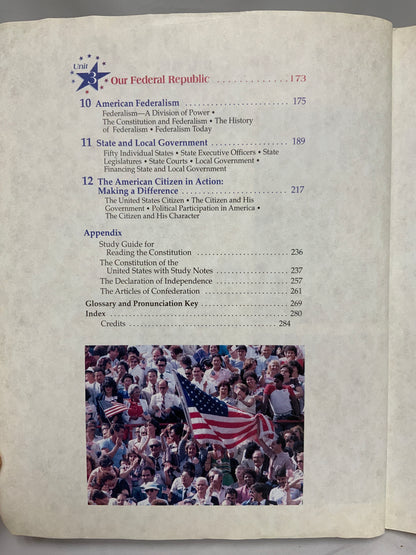 Unit
3 Our Federal Republic . . . . . . . . . . . . . 173
10 American Federalism . . . . . . . . . . . . . . . . . . . . . . . 175
Federalism—A Division of Power •
The Constitution and Federalism • The History
of Federalism • Federalism Today
11 State and Local Government . . . . . . . . . . . . . . . . 189
Fifty Individual States • State Executive Officers • State
Legislatures • State Courts • Local Government •
Financing State and Local Government
12 The American Citizen in Action:
Making a Difference . . . . . . . . . . . . . . . . . . . . . . . . 217
The United States Citizen • The Citizen and His
Government • Political Participation in America •
The Citizen and His Character
Appendix
Study Guide for
Reading the Constitution . . . . . . . . . . . . . . . . . . . . 236
The Constitution of the
United States with Study Notes . . . . . . . . . . . . . . . 237
The Declaration of Independence . . . . . . . . . . . . . . . . 257
The Articles of Confederation . . . . . . . . . . . . . . . . . . . 261
Glossary and Pronunciation Key . . . . . . . . . . . . . . . . . 269
Index . . . . . . . . . . . . . . . . . . . . . . . . . . . . . . . . . . . . 280
Credits . . . . . . . . . . . . . . . . . . . . . . . . . . . . . . . . 284